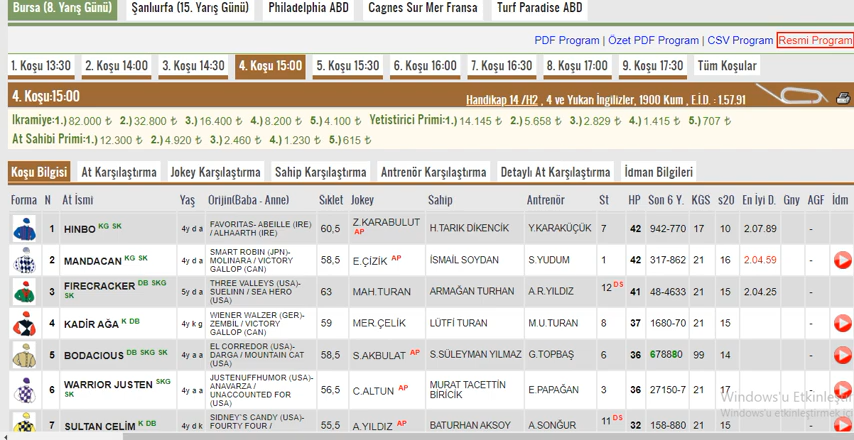 Bursa (8. Yarış Günü) Şanlıurfa (15. Yarış Günü) Philadelphia ABD Cagnes Sur Mer Fransa Turf Paradise ABD
PDF Program | Özet PDF Program | CSV Program Resmi Program
1. Koşu 13:30 2. Koşu 14:00 3. Koşu 14:30 4. Koşu 15:00 5. Koşu 15:30 6. Koşu 16:00 7. Koşu 16:30 8. Koşu 17:00 9. Koşu 17:30 Tüm Koşular
4. Koşu:15:00 Handikap 14 /H2 , 4 ve Yukarı İngilizler, 1900 Kum , E.İ.D. : 1.57.91
İkramiye:1.) 82.000 ₺ 2.) 32.800 ₺ 3.) 16.400 ₺ 4.) 8.200 ₺ 5.) 4.100 ₺ Yetistirici Primi:1.) 14.145 ₺ 2.) 5.658 ₺ 3.) 2.829 ₺ 4.) 1.415 ₺ 5.) 707 ₺
At Sahibi Primi:1.) 12.300 ₺ 2.) 4.920 ₺ 3.) 2.460 ₺ 4.) 1.230 ₺ 5.) 615 ₺
Koşu Bilgisi At Karşılaştırma Jokey Karşılaştırma Sahip Karşılaştırma Antrenör Karşılaştırma Detaylı At Karşılaştırma İdman Bilgileri
Forma N At İsmi Yaş Orijin(Baba - Anne) Sıklet Jokey Sahip Antrenör St HP Son 6 Y. KGS s20 En İyi D. Gny AGF İdm
1 HINBO KG SK 4y d a FAVORITAS- ABEILLE (IRE) / ALHAARTH (IRE) 60,5 Z.KARABULUT AP H.TARIK DİKENCİK Y.KARAKÜÇÜK 7 42 942-770 17 10 2.07.89 -
2 MANDACAN KG SK 4y d a SMART ROBIN (JPN)- MOLINARA / VICTORY GALLOP (CAN) 58,5 E.ÇİZİK AP İSMAİL SOYDAN S.YUDUM 1 42 317-862 21 16 2.04.59 -
3 FIRECRACKER DB SKG SK 5y d a THREE VALLEYS (USA)- SUELINN / SEA HERO (USA) 63 MAH.TURAN ARMAĞAN TURHAN A.R.YILDIZ 12 DS 41 48-4633 21 15 2.04.25 -
4 KADİR AĞA K DB 4y k g WIENER WALZER (GER)- ZEMBIL / VICTORY GALLOP (CAN) 59 MER.ÇELİK LÜTFİ TURAN M.U.TURAN 8 37 1680-70 21 15 -
5 BODACIOUS DB SKG SK 4y a a EL CORREDOR (USA)- DARGA / MOUNTAIN CAT (USA) 58,5 S.AKBULAT AP S.SÜLEYMAN YILMAZ G.TOPBAŞ 6 36 678880 99 14 -
6 WARRIOR JUSTEN SKG SK 4y a a JUSTENUFFHUMOR (USA)- ANAVARZA / UNACCOUNTED FOR (USA) 56,5 C.ALTUN AP MURAT TACETTİN BİRİCİK E.PAPAĞAN 3 36 27150-7 21 17 -
7 SULTAN ÇELİM K DB 4y d k SIDNEY`S CANDY (USA)- FOURTY FOUR / 55,5 A.YILDIZ AP BATURHAN AKSOY A.SONĞUR 11 DS 32 158-880 21 15 -
Windows'u Etkinleştir
Windows'u etkinleştirmek içi